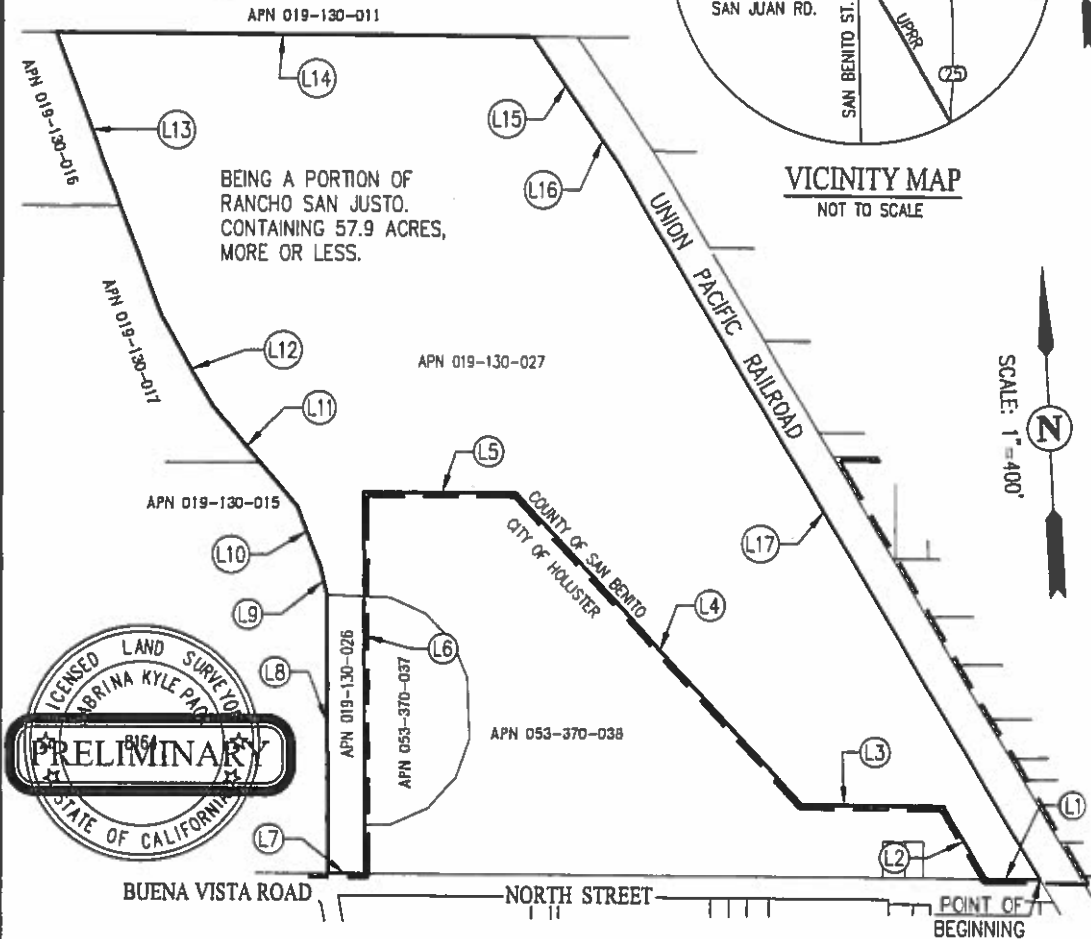 APN 019-130-011
SAN JUAN RD.
SAN BENITO ST.
UPRR
25
VICINITY MAP
NOT TO SCALE
L14
L13
L15
L16
APN 019-130-016
BEING A PORTION OF
RANCHO SAN JUSTO.
CONTAINING 57.9 ACRES,
MORE OR LESS.
UNION PACIFIC RAILROAD
APN 019-130-017
L12
APN 019-130-027
L11
SCALE: 1"=400'
N
L5
APN 019-130-015
COUNTY OF SAN BENITO
CITY OF HOLLISTER
L10
L17
L9
L4
L6
APN 019-130-026
APN 053-370-037
L8
APN 053-370-038
LICENSED LAND SURVEYOR
SABRINA KYLE PACK
8164
PRELIMINARY
STATE OF CALIFORNIA
L3
L1
L7
L2
BUENA VISTA ROAD
NORTH STREET
POINT OF
BEGINNING